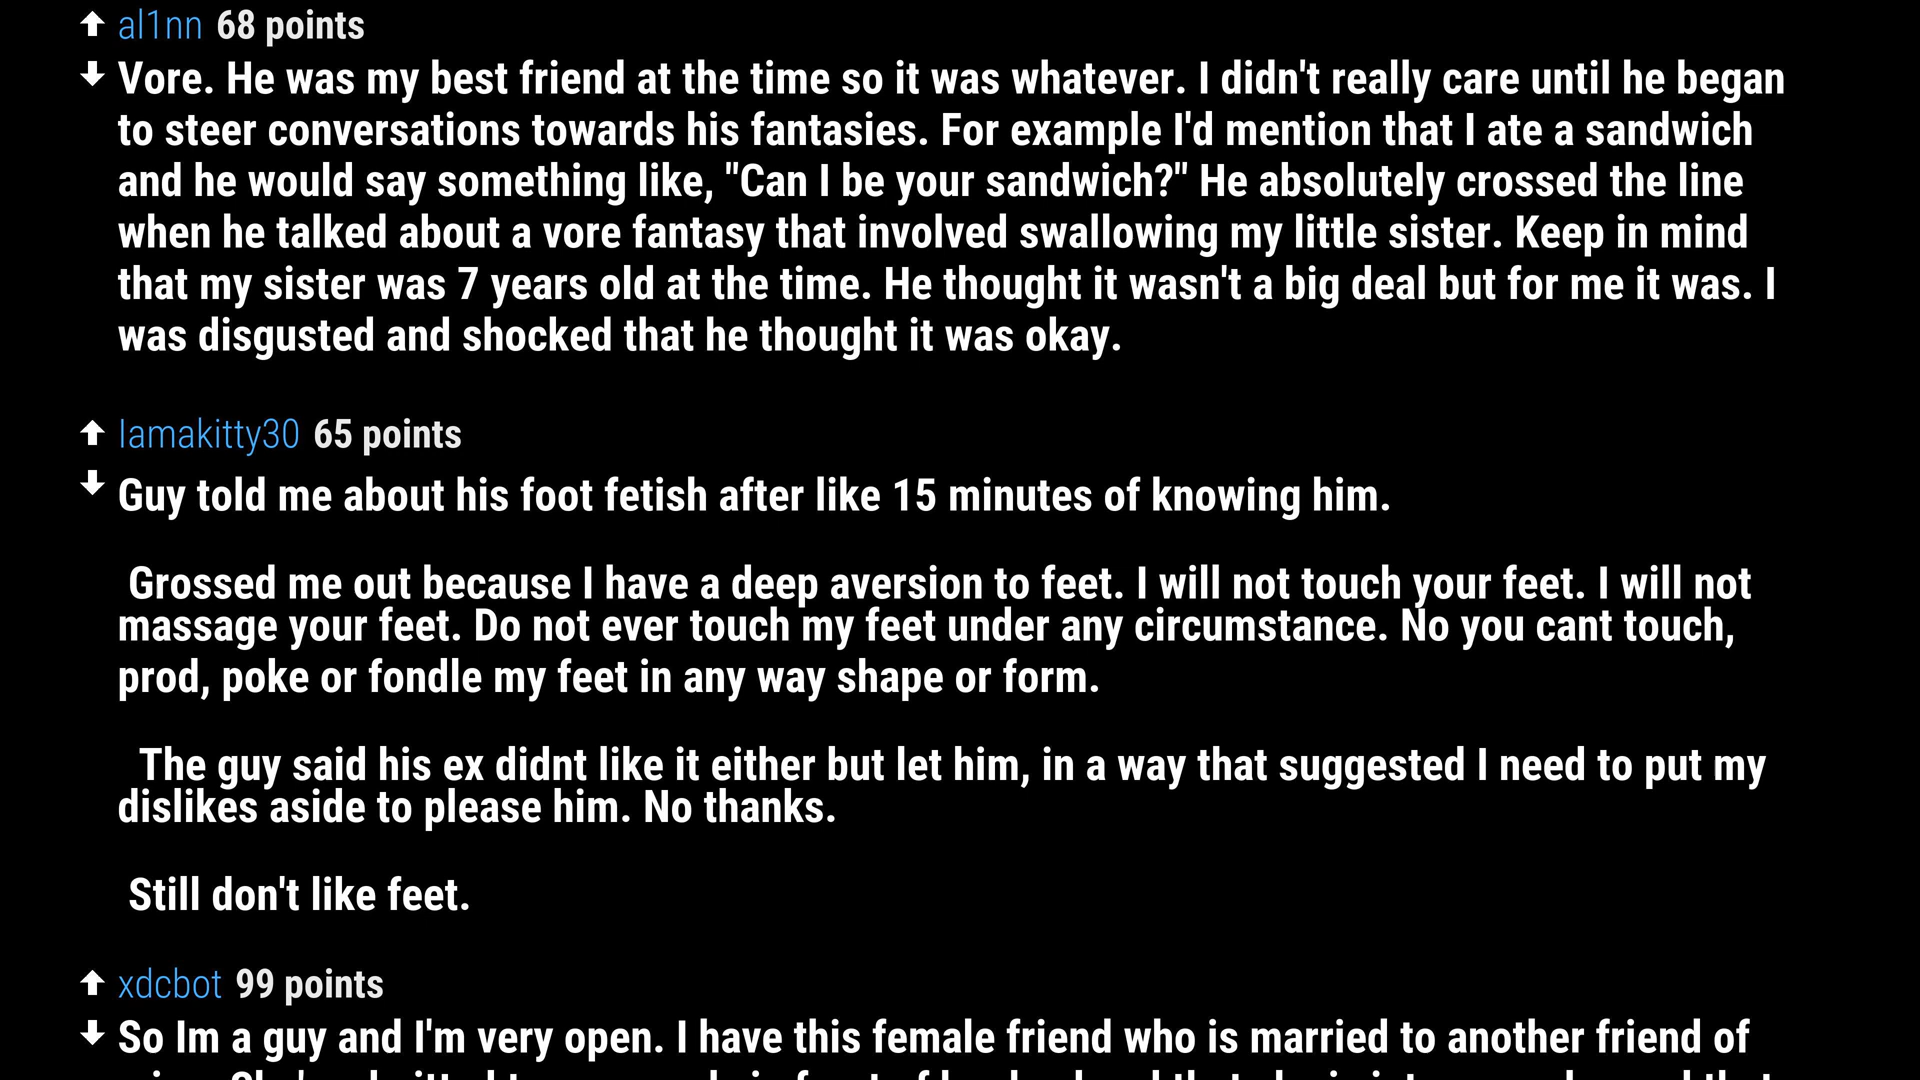 al1nn 68 points
Vore. He was my best friend at the time so it was whatever. I didn't really care until he began
to steer conversations towards his fantasies. For example I'd mention that I ate a sandwich
and he would say something like, "Can I be your sandwich?" He absolutely crossed the line
when he talked about a vore fantasy that involved swallowing my little sister. Keep in mind
that my sister was 7 years old at the time. He thought it wasn't a big deal but for me it was. I
was disgusted and shocked that he thought it was okay.
Iamakitty30 65 points
Guy told me about his foot fetish after like 15 minutes of knowing him.
Grossed me out because I have a deep aversion to feet. I will not touch your feet. I will not
massage your feet. Do not ever touch my feet under any circumstance. No you cant touch,
prod, poke or fondle my feet in any way shape or form.
The guy said his ex didnt like it either but let him, in a way that suggested I need to put my
dislikes aside to please him. No thanks.
Still don't like feet.
xdcbot 99 points
So Im a guy and I'm very open. I have this female friend who is married to another friend of